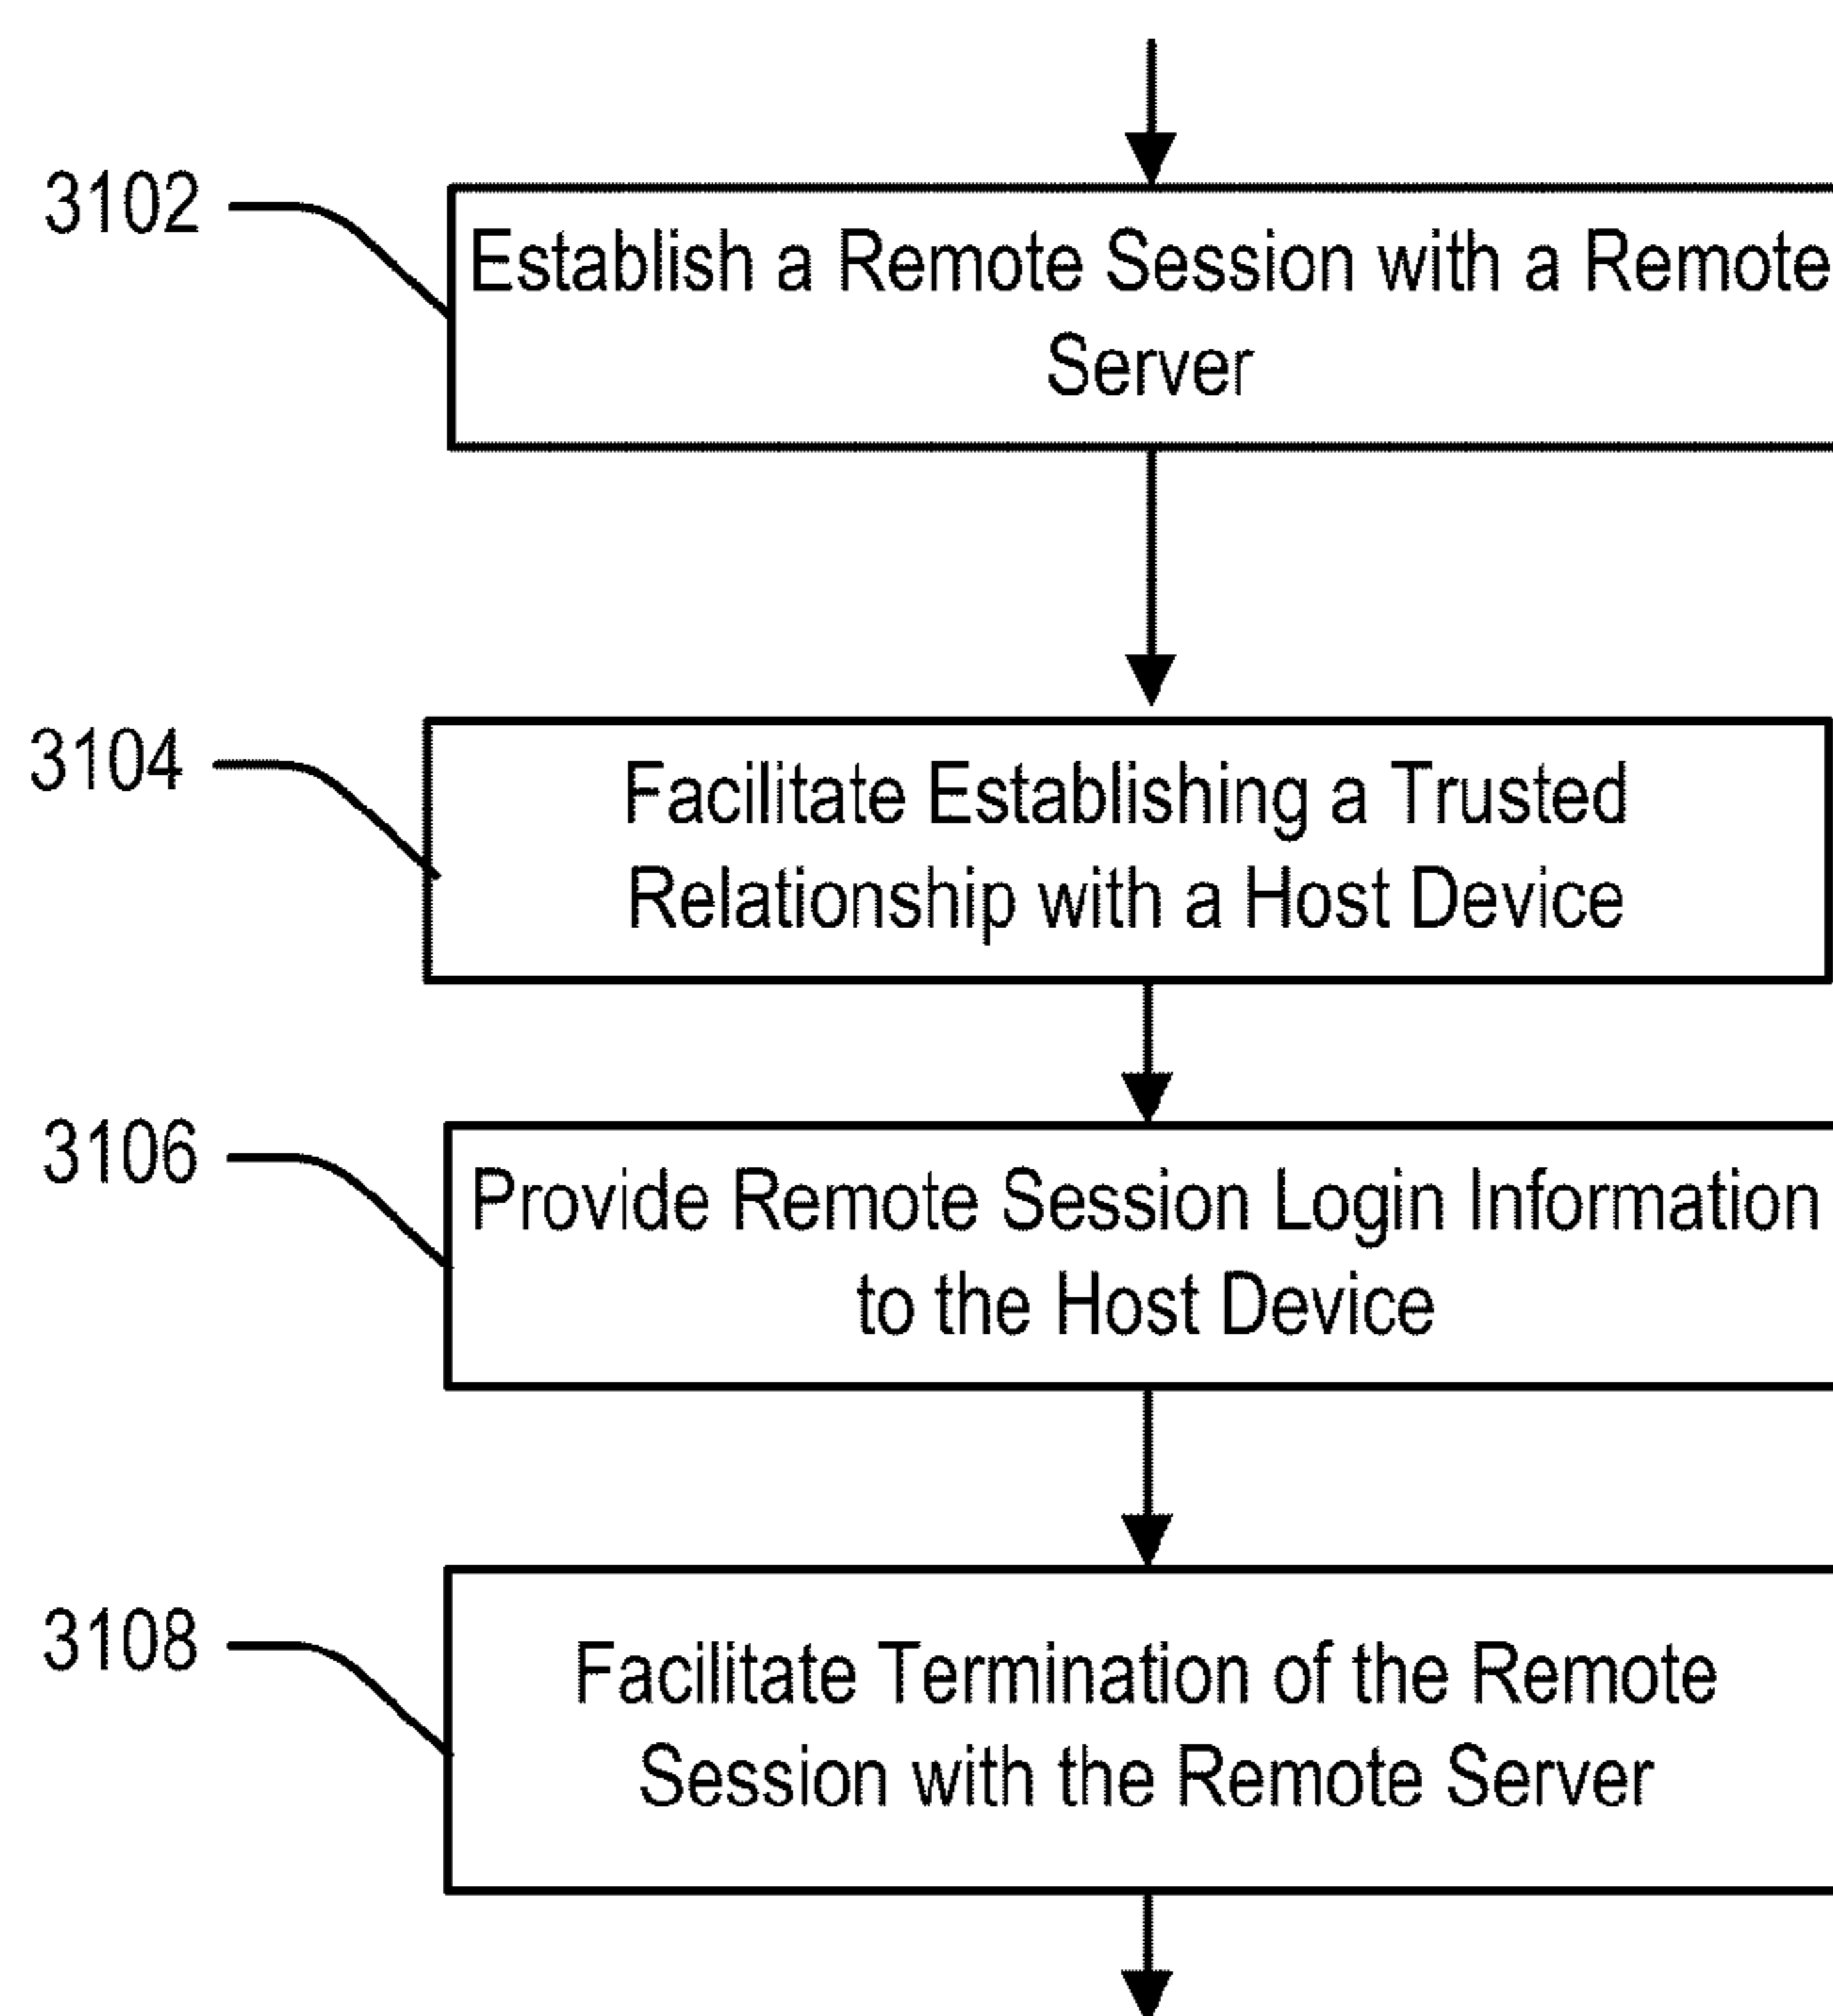 3102
Establish a Remote Session with a Remote
Server
3104
Facilitate Establishing a Trusted
Relationship with a Host Device
3106
Provide Remote Session Login Information
to the Host Device
3108
Facilitate Termination of the Remote
Session with the Remote Server